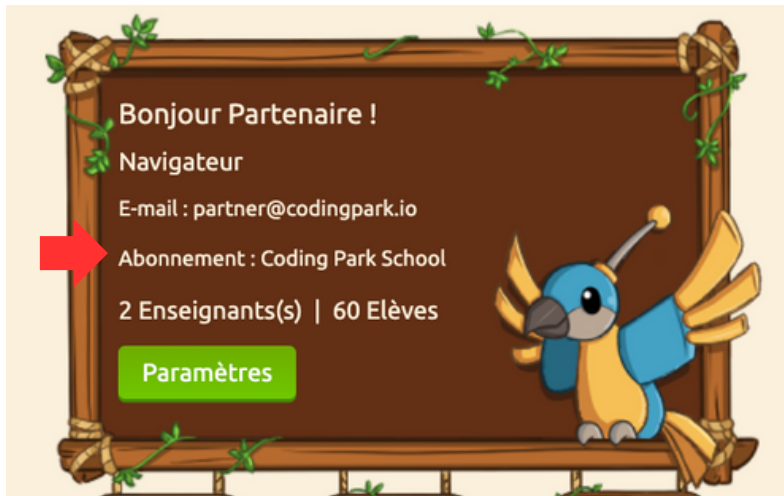 Bonjour Partenaire !
Navigateur
E-mail : partner@codingpark.io
Abonnement : Coding Park School
2 Enseignants(s) | 60 Elèves
Paramètres